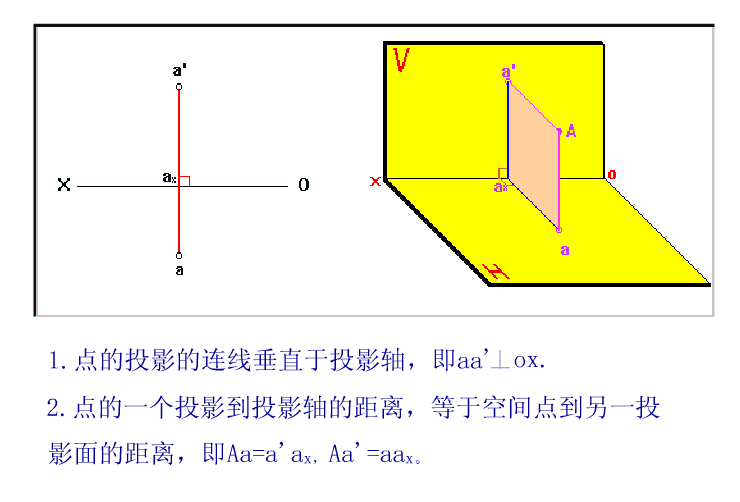 a'
aₓ
X
O
a
V
a'
A
x
o
aₓ
a
H
1.点的投影的连线垂直于投影轴，即aa'⊥ox.
2.点的一个投影到投影轴的距离，等于空间点到另一投
影面的距离，即Aa=a'aₓ, Aa'=aaₓ。